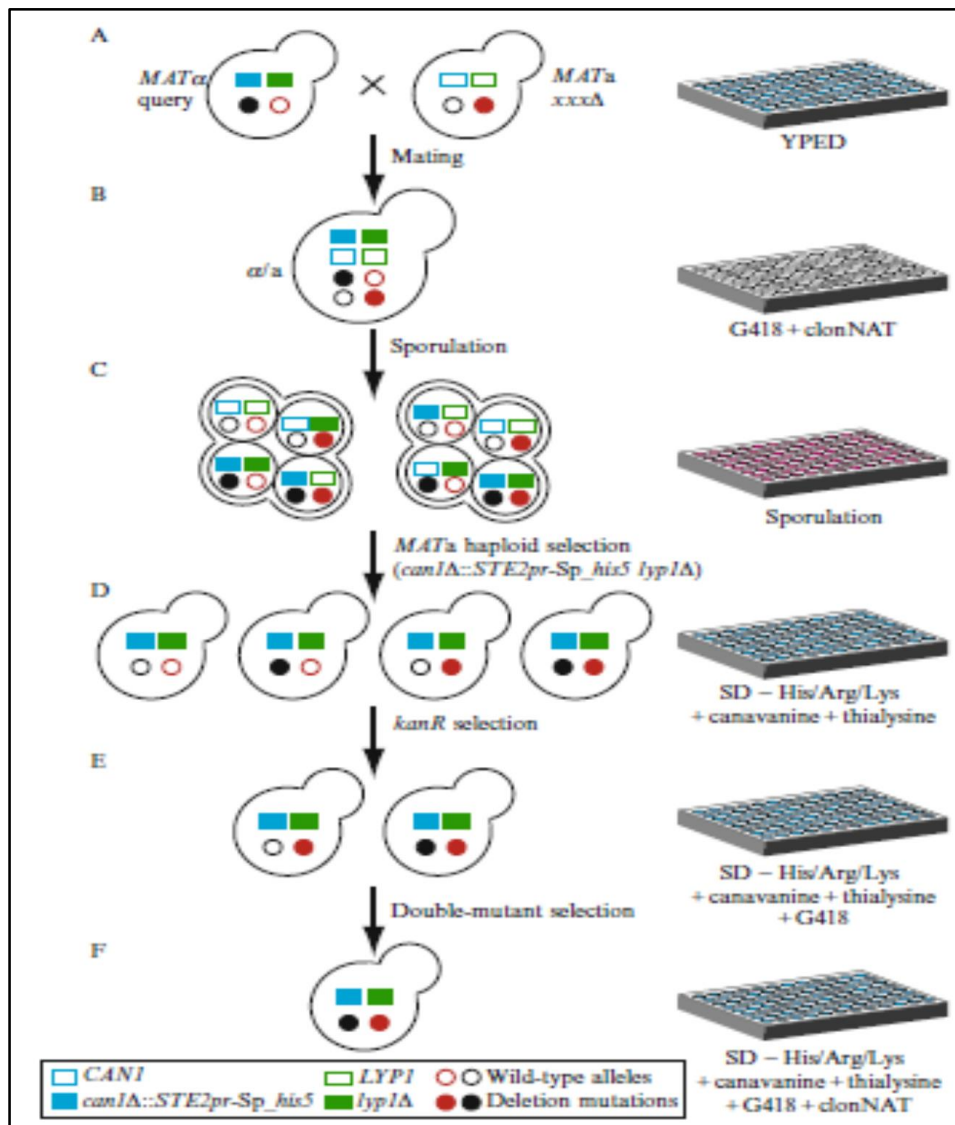 A
MATα
query
MATa
xxxΔ
YPED
Mating
B
α/a
G418 + clonNAT
Sporulation
C
Sporulation
MATa haploid selection
(can1Δ::STE2pr-Sp_his5 lyp1Δ)
D
SD – His/Arg/Lys
+ canavanine + thialysine
kanR selection
E
SD – His/Arg/Lys
+ canavanine + thialysine
+ G418
Double-mutant selection
F
SD – His/Arg/Lys
+ canavanine + thialysine
+ G418 + clonNAT
CAN1 LYP1 Wild-type alleles
can1Δ::STE2pr-Sp_his5 lyp1Δ Deletion mutations